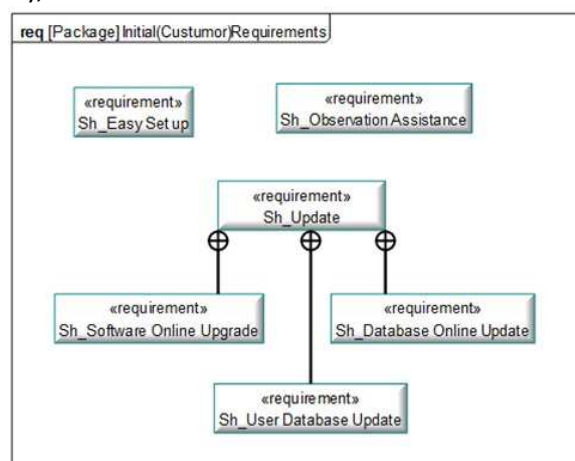 req [Package] Initial(Custumor)Requirements
«requirement»
Sh_Easy Set up
«requirement»
Sh_Observation Assistance
«requirement»
Sh_Update
«requirement»
Sh_Software Online Upgrade
«requirement»
Sh_Database Online Update
«requirement»
Sh_User Database Update